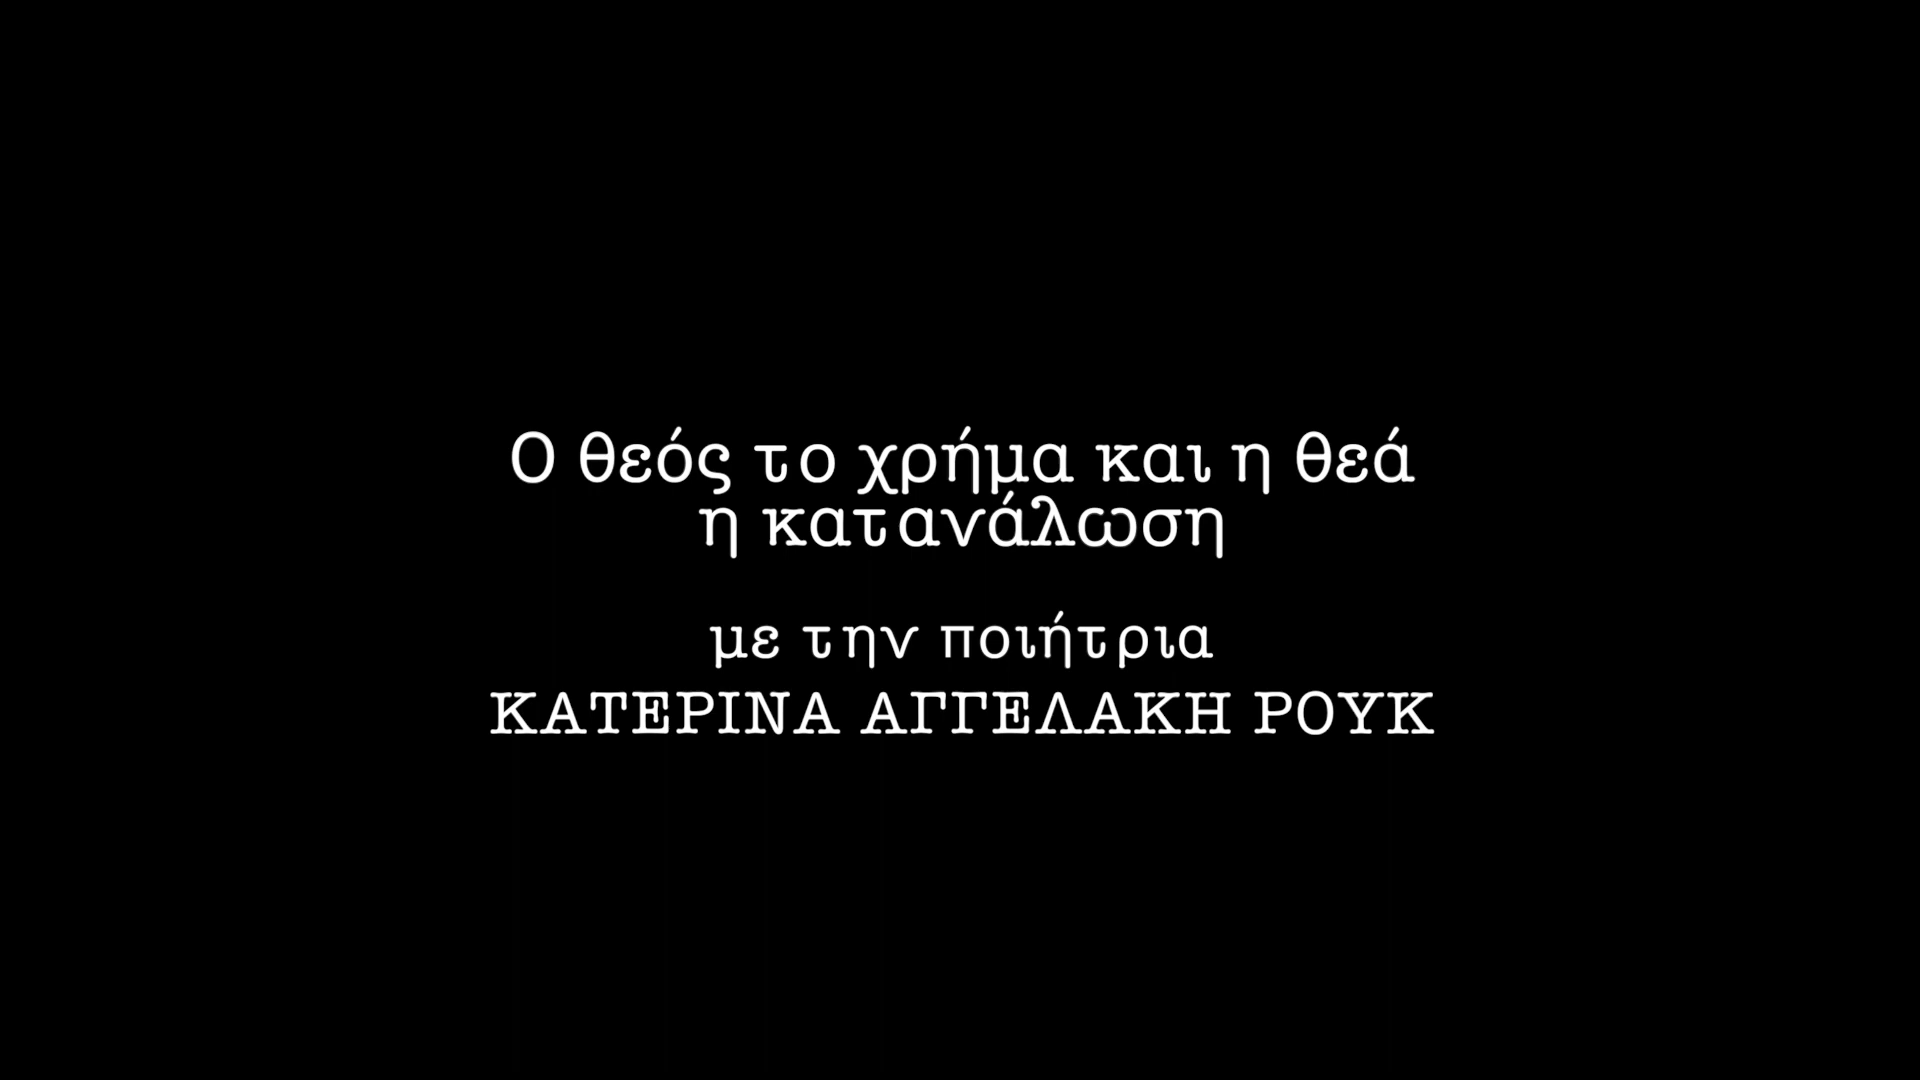 Ο θεός το χρήμα και η θεά
η κατανάλωση
με την ποιήτρια
ΚΑΤΕΡΙΝΑ ΑΓΓΕΛΑΚΗ ΡΟΥΚ